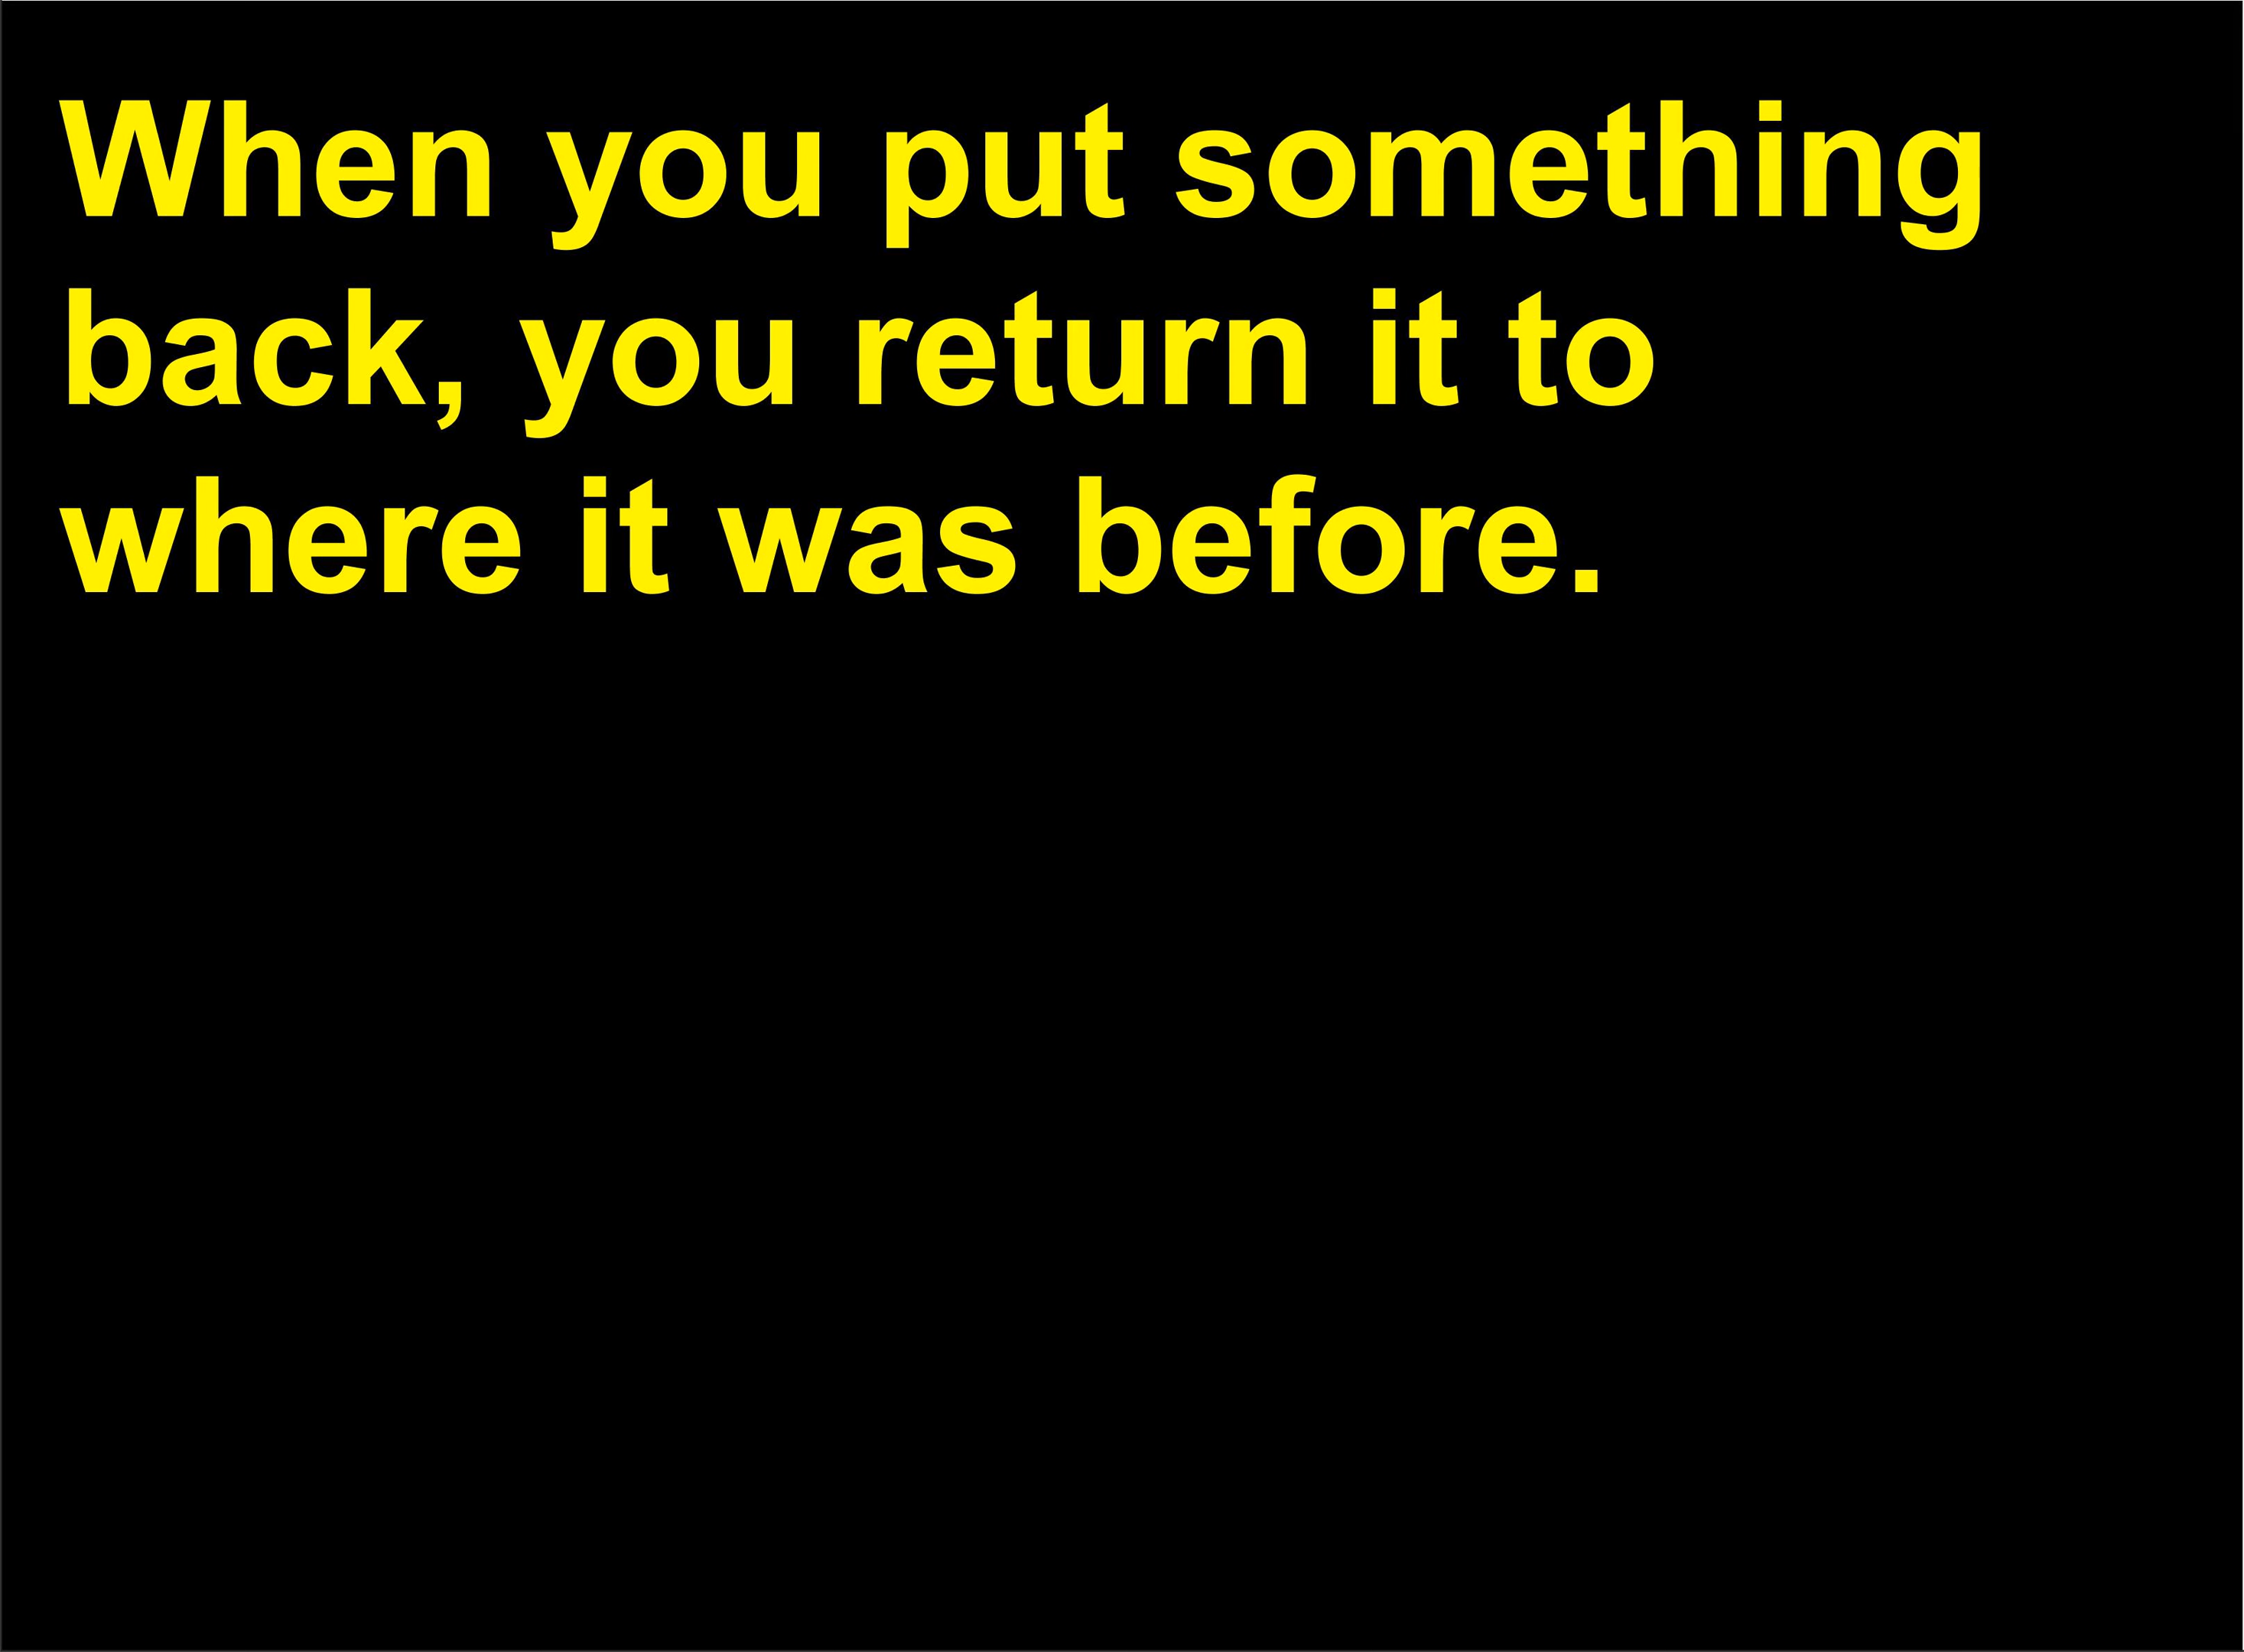 When you put something
back, you return it to
where it was before.